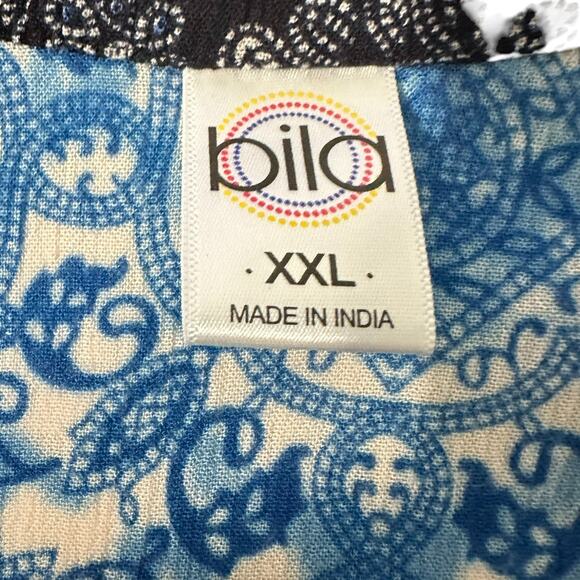 bila
· XXL ·
MADE IN INDIA